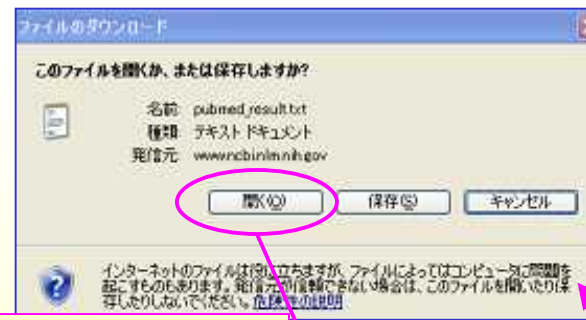 ファイルのダウンロード
このファイルを開くか、または保存しますか?
名前: pubmed_result.txt
種類: テキスト ドキュメント
発信元: www.ncbi.nlm.nih.gov
開く(O) 保存(S) キャンセル
インターネットのファイルは役に立ちますが、ファイルによってはコンピュータに問題を
起こすものもあります。発信元が信頼できない場合は、このファイルを開いたり保
存したりしないでください。危険性の説明